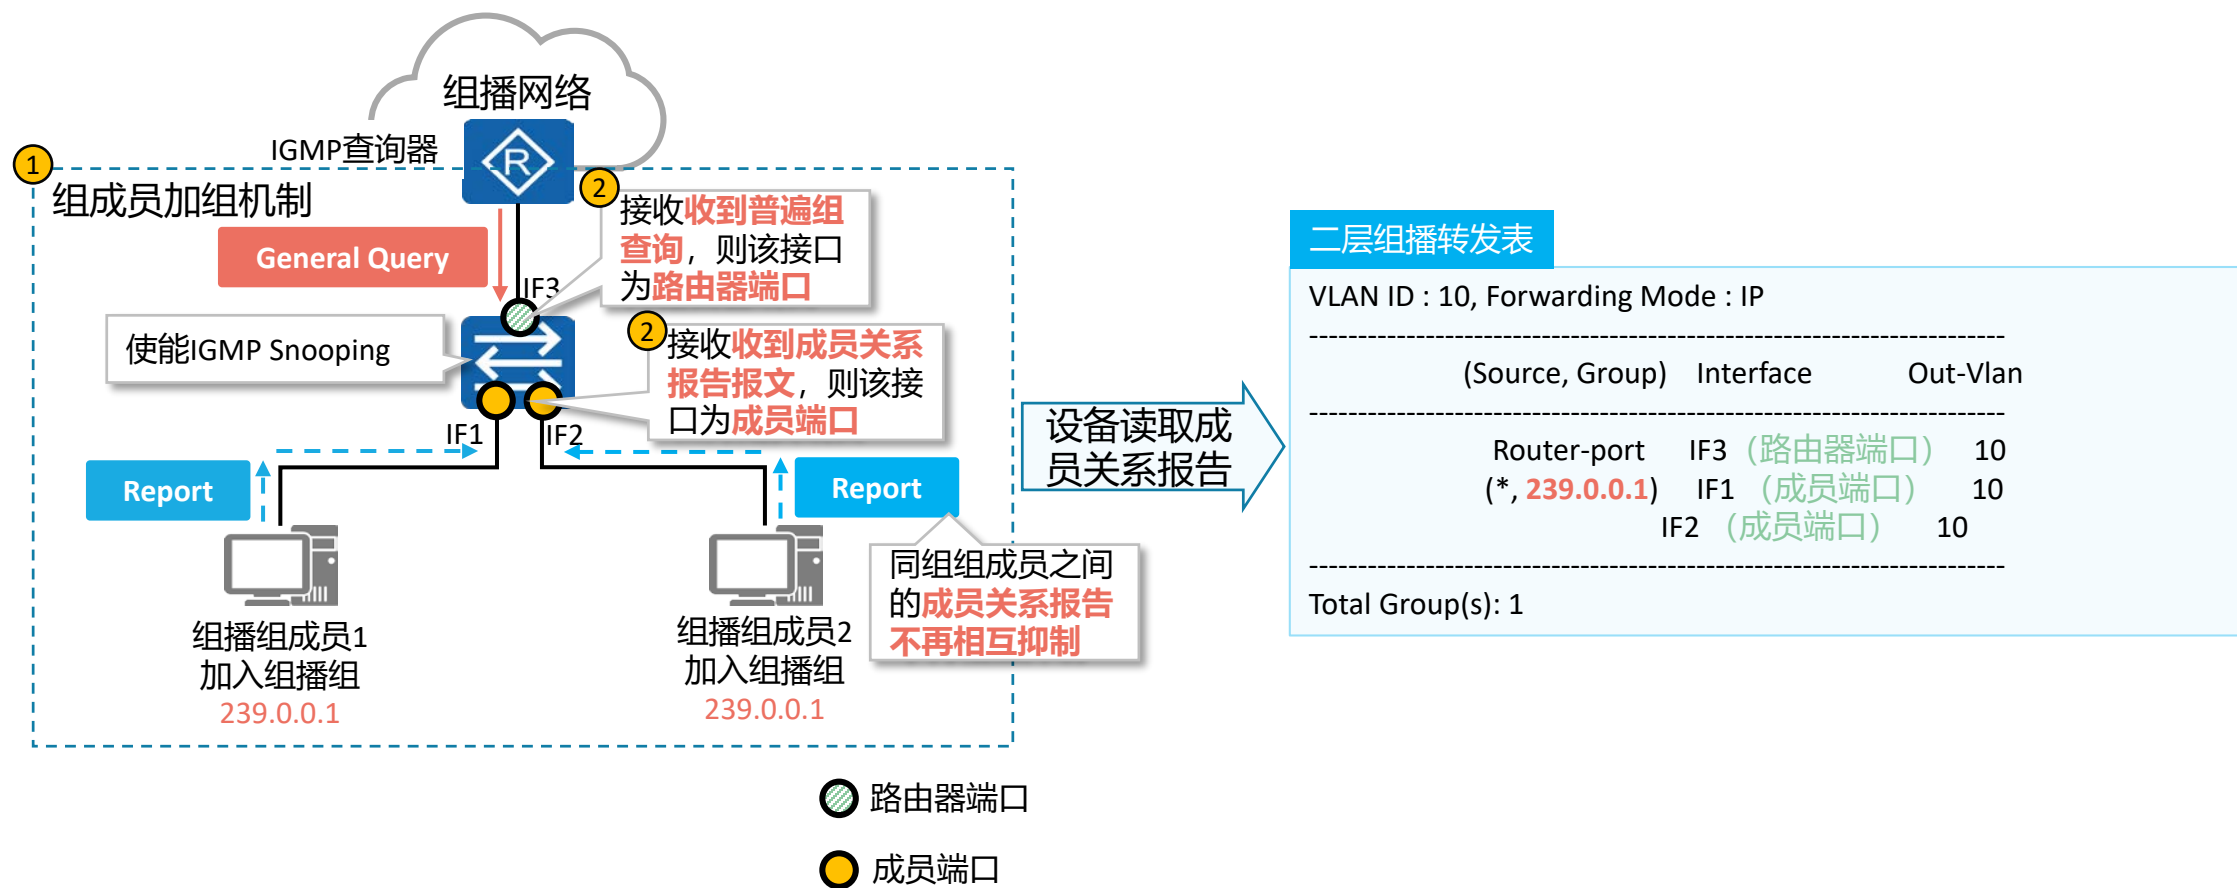 组播网络
IGMP查询器
R
1
组成员加组机制
2
接收收到普遍组
查询，则该接口
为路由器端口
General Query
IF3
使能IGMP Snooping
2
接收收到成员关系
报告报文，则该接
口为成员端口
IF1
IF2
Report
Report
同组组成员之间
的成员关系报告
不再相互抑制
组播组成员1
加入组播组
239.0.0.1
组播组成员2
加入组播组
239.0.0.1
路由器端口
成员端口
设备读取成
员关系报告
二层组播转发表
VLAN ID : 10, Forwarding Mode : IP
-----------------------------------------------------------------------
(Source, Group) Interface Out-Vlan
-----------------------------------------------------------------------
Router-port IF3（路由器端口） 10
(*, 239.0.0.1) IF1（成员端口） 10
IF2（成员端口） 10
-----------------------------------------------------------------------
Total Group(s): 1